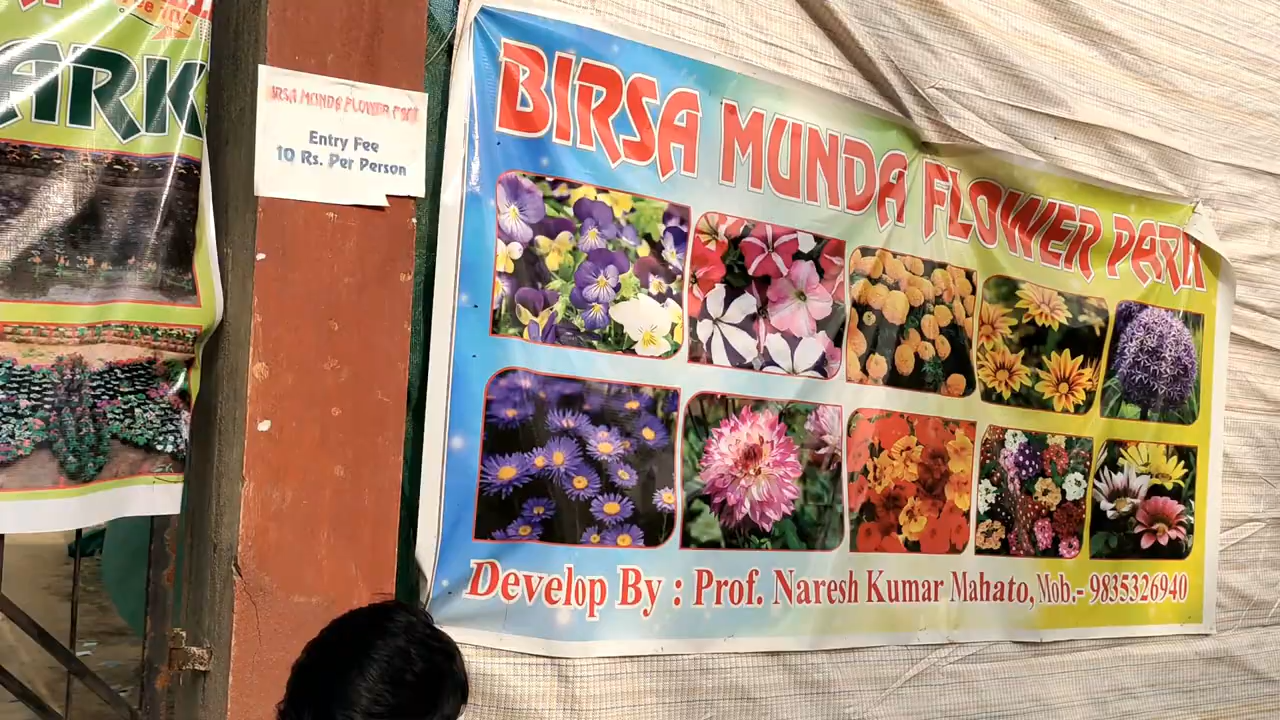 ARK
BIRSA MUNDA FLOWER PARK
Entry Fee
10 Rs. Per Person
BIRSA MUNDA FLOWER PARK
Develop By : Prof. Naresh Kumar Mahato, Mob.- 9835326940